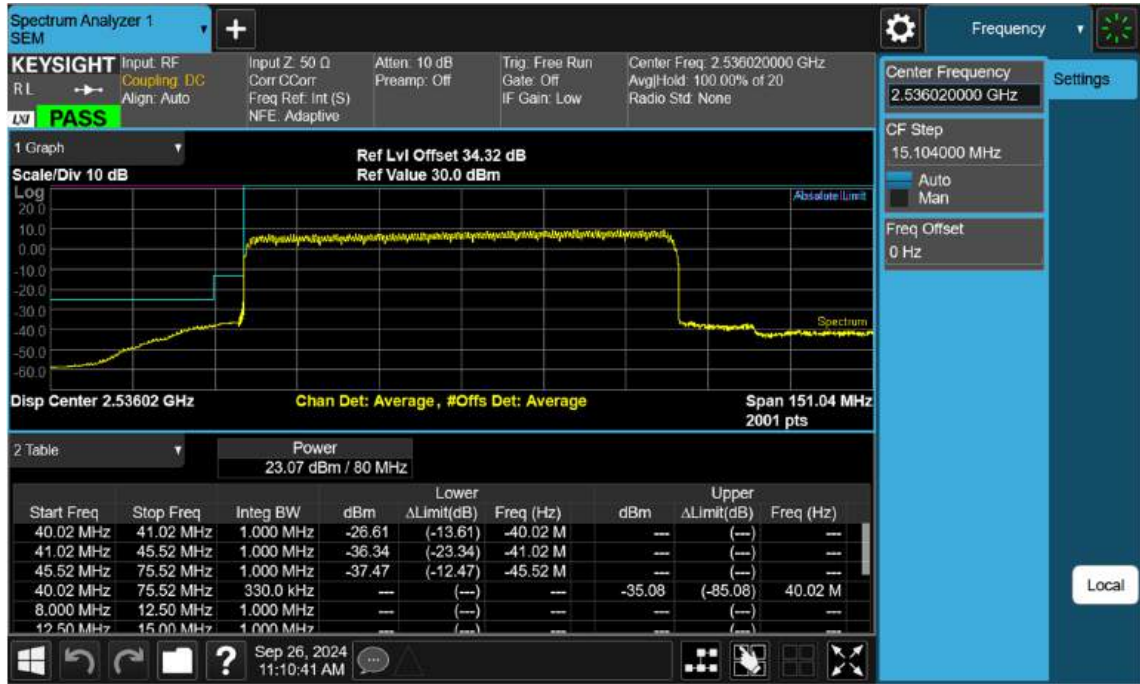 Spectrum Analyzer 1
SEM
Frequency
KEYSIGHT
RL
LXI PASS
Input: RF
Coupling: DC
Align: Auto
Input Z: 50 Ω
Corr CCorr
Freq Ref: Int (S)
NFE: Adaptive
Atten: 10 dB
Preamp: Off
Trig: Free Run
Gate: Off
IF Gain: Low
Center Freq: 2.536020000 GHz
Avg|Hold: 100.00% of 20
Radio Std: None
Center Frequency
2.536020000 GHz
Settings
CF Step
15.104000 MHz
Auto
Man
Freq Offset
0 Hz
Local
1 Graph
Scale/Div 10 dB
Ref Lvl Offset 34.32 dB
Ref Value 30.0 dBm
Log
Absolute Limit
20.0
10.0
0.00
-10.0
-20.0
-30.0
Spectrum
-40.0
-50.0
-60.0
Disp Center 2.53602 GHz
Chan Det: Average, #Offs Det: Average
Span 151.04 MHz
2001 pts
2 Table
Power
23.07 dBm / 80 MHz
Lower Upper
Start Freq Stop Freq Integ BW dBm ΔLimit(dB) Freq (Hz) dBm ΔLimit(dB) Freq (Hz)
40.02 MHz 41.02 MHz 1.000 MHz -26.61 (-13.61) -40.02 M --- (---) ---
41.02 MHz 45.52 MHz 1.000 MHz -36.34 (-23.34) -41.02 M --- (---) ---
45.52 MHz 75.52 MHz 1.000 MHz -37.47 (-12.47) -45.52 M --- (---) ---
40.02 MHz 75.52 MHz 330.0 kHz --- (---) --- -35.08 (-85.08) 40.02 M
8.000 MHz 12.50 MHz 1.000 MHz --- (---) --- --- (---) ---
12.50 MHz 15.00 MHz 1.000 MHz --- (---) --- --- (---) ---
Sep 26, 2024
11:10:41 AM